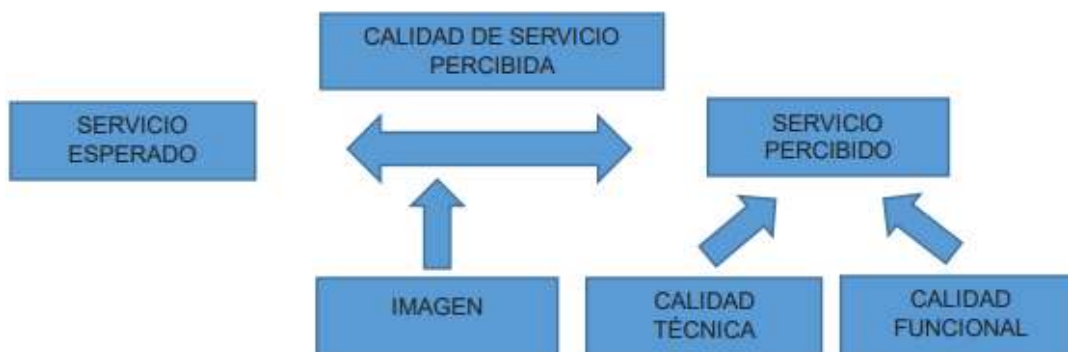 CALIDAD DE SERVICIO
PERCIBIDA
SERVICIO
ESPERADO
SERVICIO
PERCIBIDO
IMAGEN
CALIDAD
TÉCNICA
CALIDAD
FUNCIONAL